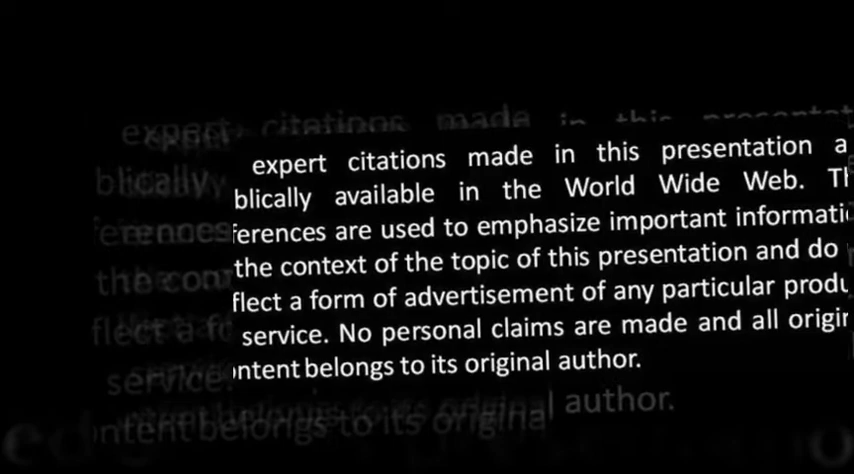 expert citations made in this presentation a
blically available in the World Wide Web. Th
ferences are used to emphasize important informati
the context of the topic of this presentation and do
flect a form of advertisement of any particular produ
service. No personal claims are made and all origin
ontent belongs to its original author.